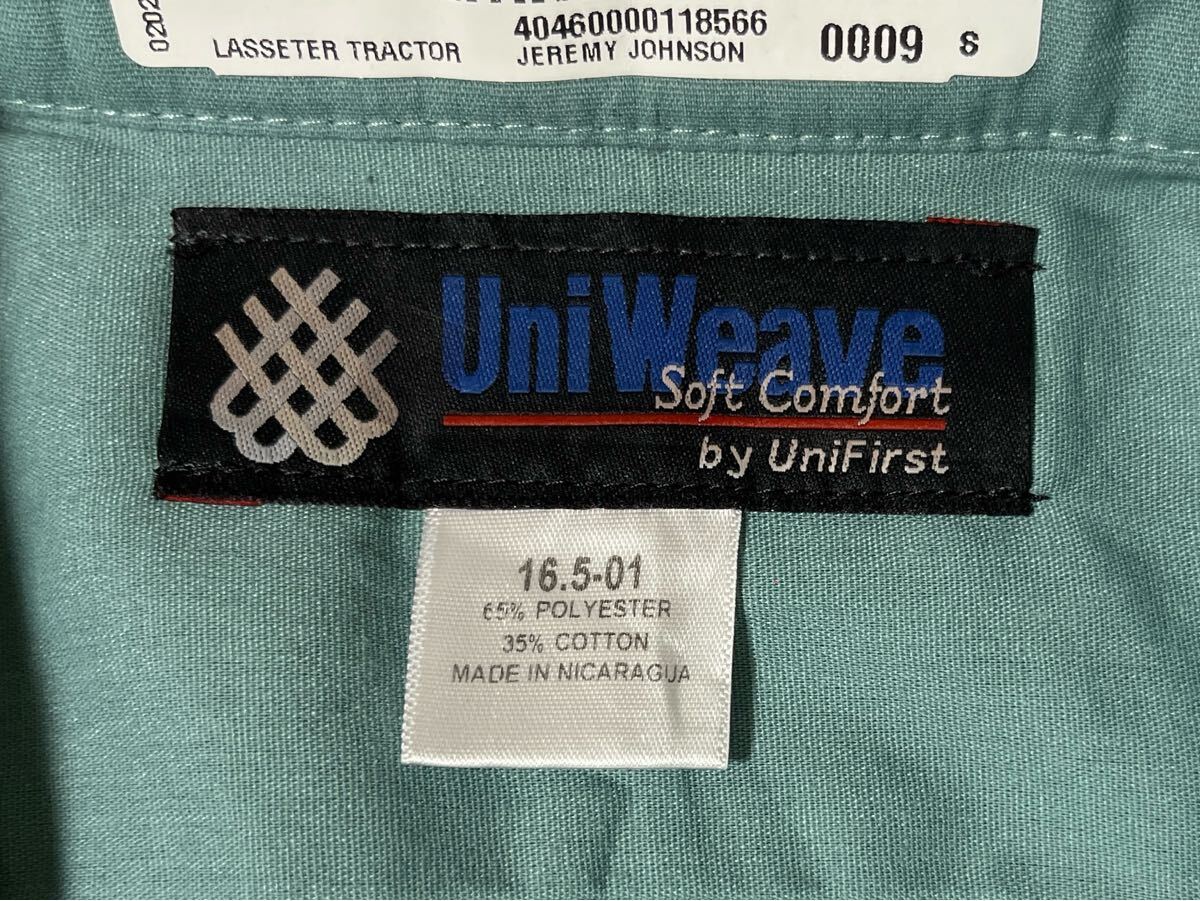 40460000118566
LASSETER TRACTOR JEREMY JOHNSON 0009 S
0202
UniWeave
Soft Comfort
by UniFirst
16.5-01
65% POLYESTER
35% COTTON
MADE IN NICARAGUA